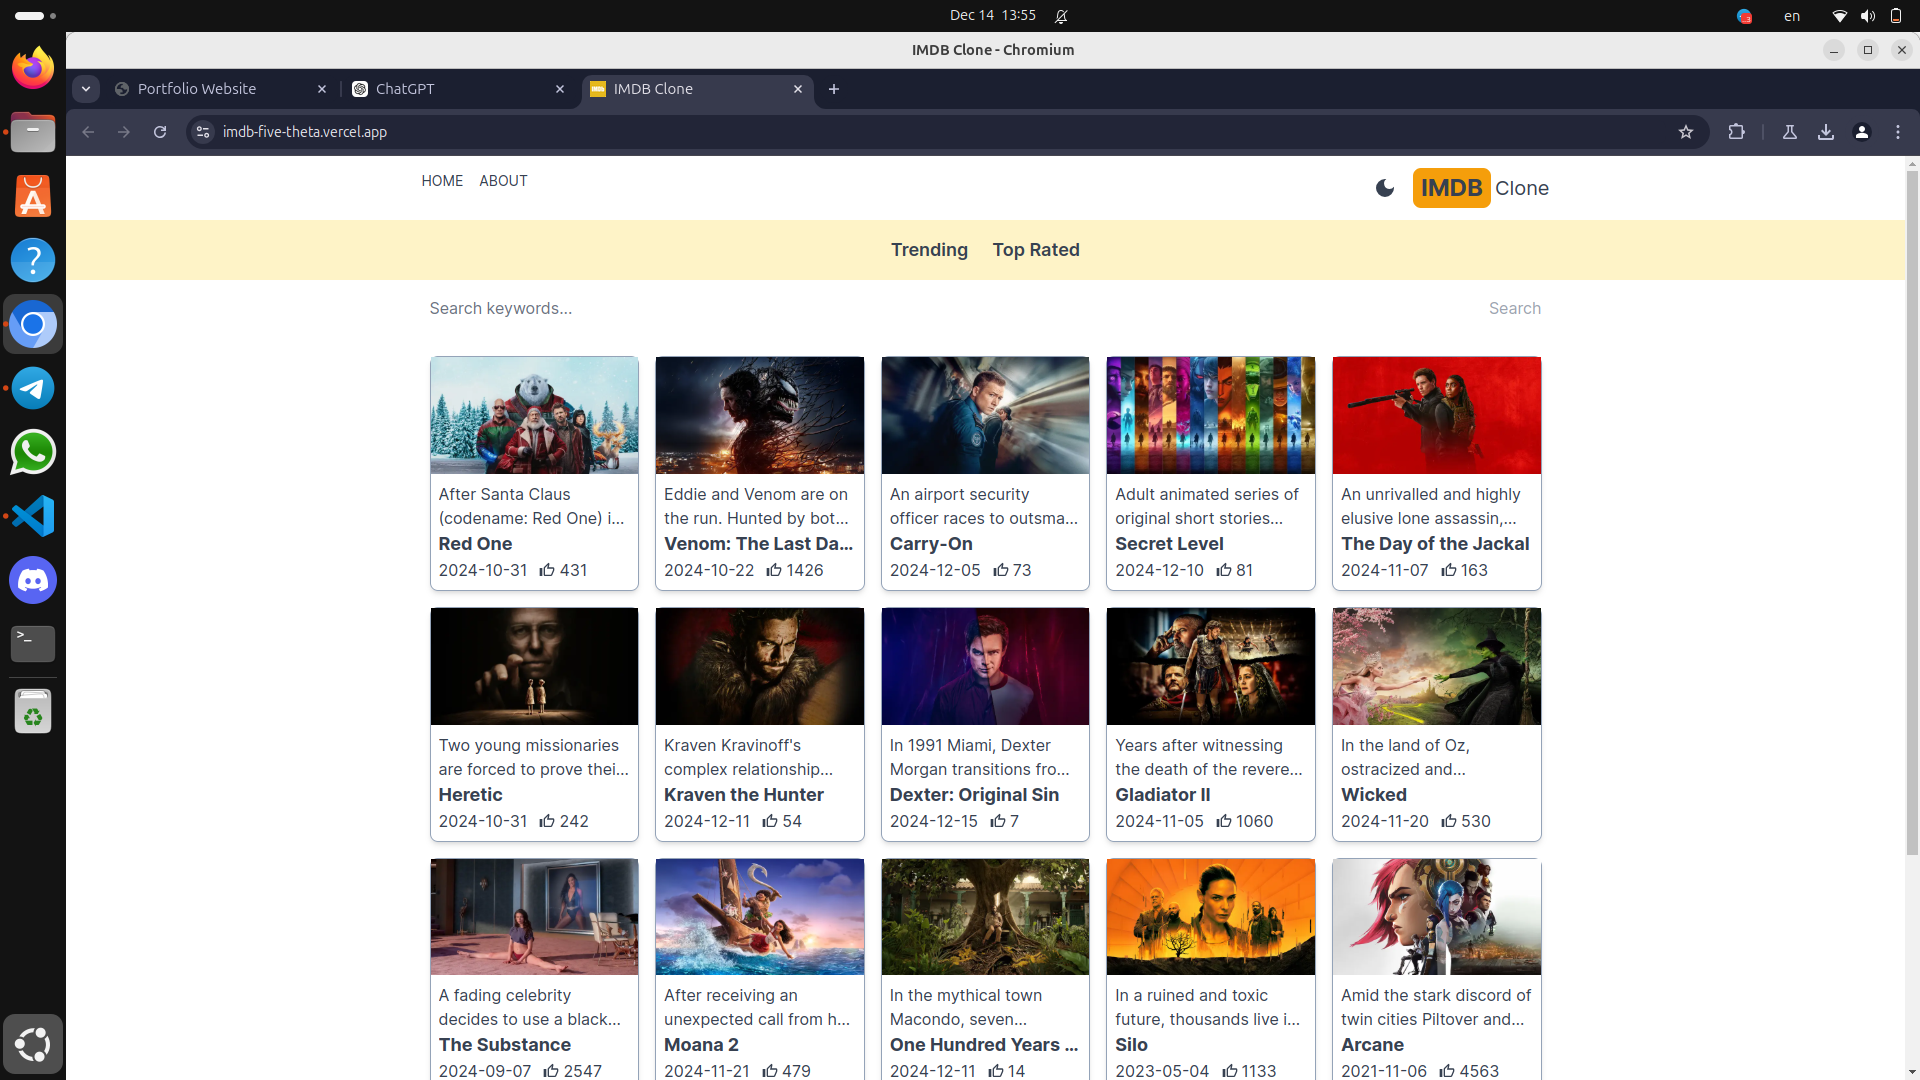 Dec 14 13:55
en
IMDB Clone - Chromium
Portfolio Website
ChatGPT
IMDB Clone
imdb-five-theta.vercel.app
HOME ABOUT
IMDB Clone
Trending Top Rated
Search keywords...
Search
After Santa Claus
(codename: Red One) i...
Red One
2024-10-31 431
Eddie and Venom are on
the run. Hunted by bot...
Venom: The Last Da...
2024-10-22 1426
An airport security
officer races to outsma...
Carry-On
2024-12-05 73
Adult animated series of
original short stories...
Secret Level
2024-12-10 81
An unrivalled and highly
elusive lone assassin,...
The Day of the Jackal
2024-11-07 163
Two young missionaries
are forced to prove thei...
Heretic
2024-10-31 242
Kraven Kravinoff's
complex relationship...
Kraven the Hunter
2024-12-11 54
In 1991 Miami, Dexter
Morgan transitions fro...
Dexter: Original Sin
2024-12-15 7
Years after witnessing
the death of the revere...
Gladiator II
2024-11-05 1060
In the land of Oz,
ostracized and...
Wicked
2024-11-20 530
A fading celebrity
decides to use a black...
The Substance
2024-09-07 2547
After receiving an
unexpected call from h...
Moana 2
2024-11-21 479
In the mythical town
Macondo, seven...
One Hundred Years ...
2024-12-11 14
In a ruined and toxic
future, thousands live i...
Silo
2023-05-04 1133
Amid the stark discord of
twin cities Piltover and...
Arcane
2021-11-06 4563